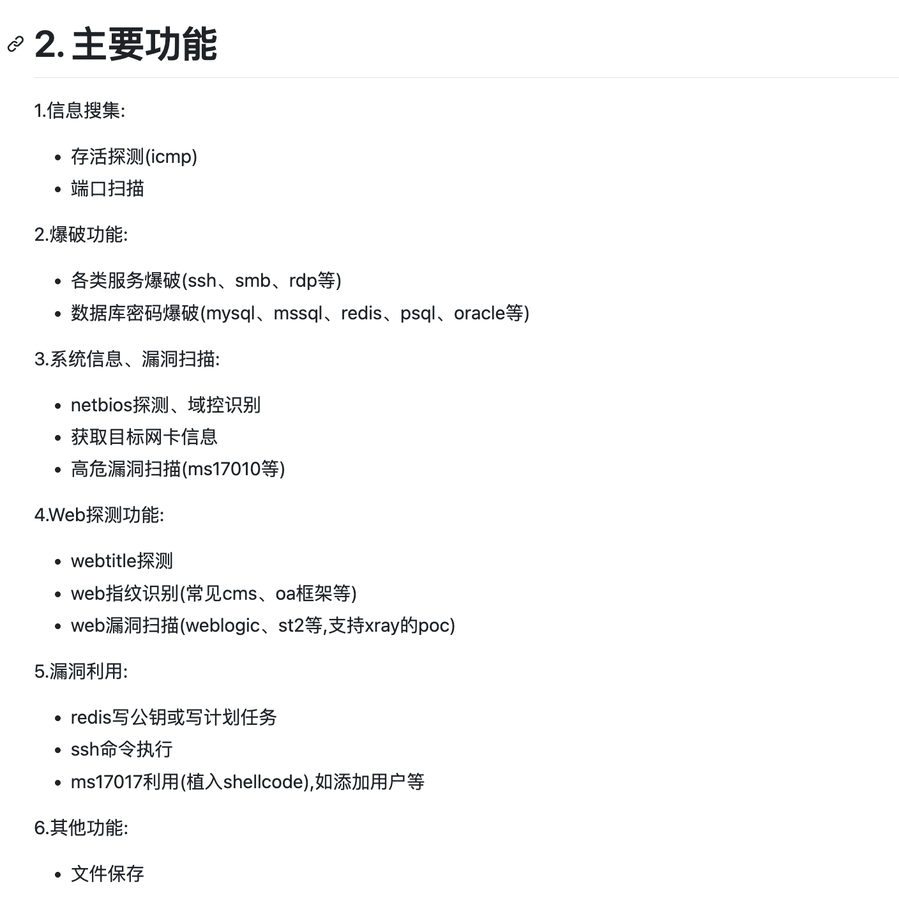 2. 主要功能
1.信息搜集:
• 存活探测(icmp)
• 端口扫描
2.爆破功能:
• 各类服务爆破(ssh、smb、rdp等)
• 数据库密码爆破(mysql、mssql、redis、psql、oracle等)
3.系统信息、漏洞扫描:
• netbios探测、域控识别
• 获取目标网卡信息
• 高危漏洞扫描(ms17010等)
4.Web探测功能:
• webtitle探测
• web指纹识别(常见cms、oa框架等)
• web漏洞扫描(weblogic、st2等,支持xray的poc)
5.漏洞利用:
• redis写公钥或写计划任务
• ssh命令执行
• ms17017利用(植入shellcode),如添加用户等
6.其他功能:
• 文件保存